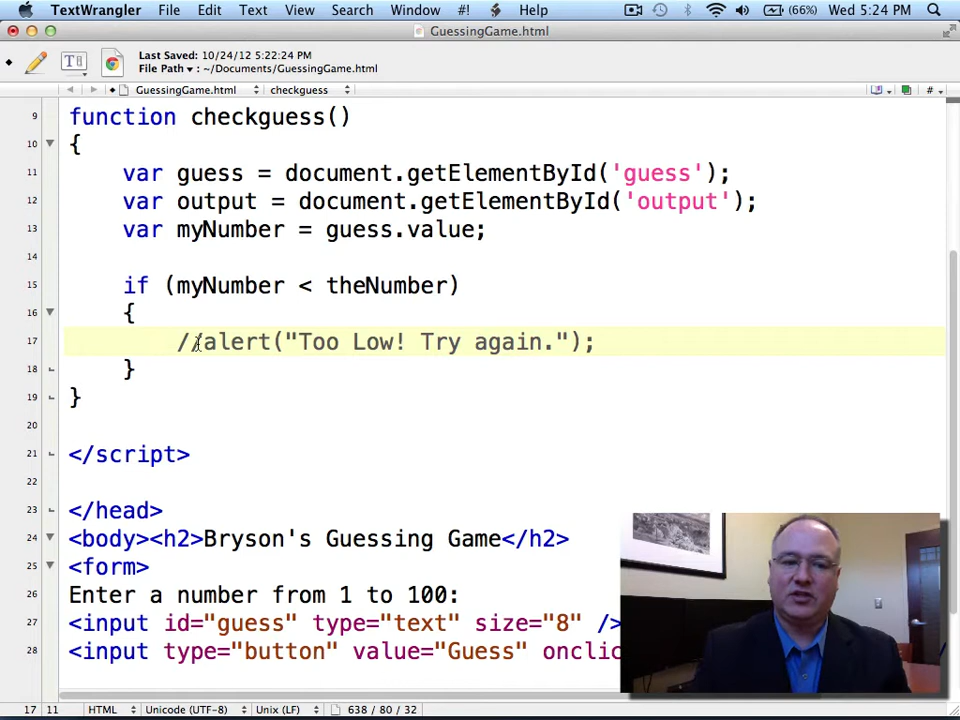 TextWrangler File Edit Text View Search Window #! Help (66%) Wed 5:24 PM
GuessingGame.html
Last Saved: 10/24/12 5:22:24 PM
File Path : ~/Documents/GuessingGame.html
GuessingGame.html checkguess #
9 function checkguess()
10 {
11 var guess = document.getElementById('guess');
12 var output = document.getElementById('output');
13 var myNumber = guess.value;
14
15 if (myNumber < theNumber)
16 {
17 //alert("Too Low! Try again.");
18 }
19 }
20
21 </script>
22
23 </head>
24 <body><h2>Bryson's Guessing Game</h2>
25 <form>
26 Enter a number from 1 to 100:
27 <input id="guess" type="text" size="8" />
28 <input type="button" value="Guess" onclic
17 11 HTML Unicode (UTF-8) Unix (LF) 638 / 80 / 32